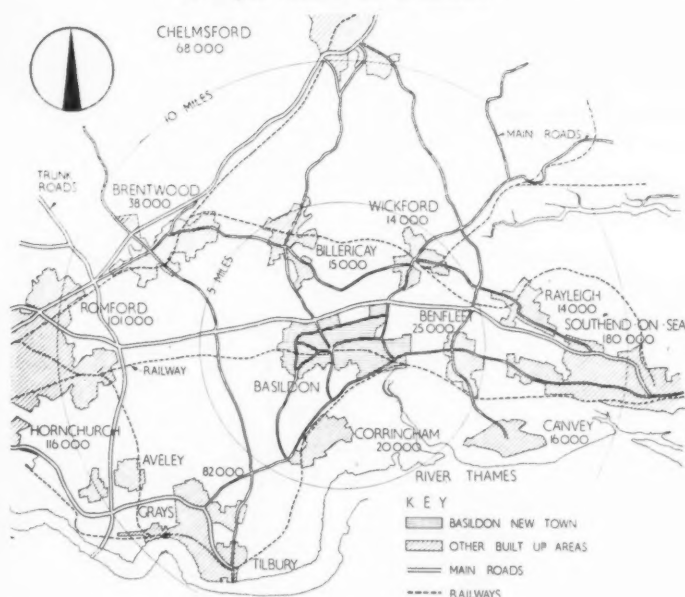 CHELMSFORD
68 000
10 MILES
MAIN ROADS
TRUNK
ROADS
BRENTWOOD
38 000
WICKFORD
14 000
BILLERICAY
15 000
5 MILES
RAYLEIGH
14 000
ROMFORD
101 000
BENFLEET
25 000
SOUTHEND-ON-SEA
180 000
RAILWAY
BASILDON
HORNCHURCH
116 000
AVELEY
82 000
CORRINGHAM
20 000
CANVEY
16 000
RIVER THAMES
GRAYS
TILBURY
KEY
BASILDON NEW TOWN
OTHER BUILT UP AREAS
MAIN ROADS
RAILWAYS